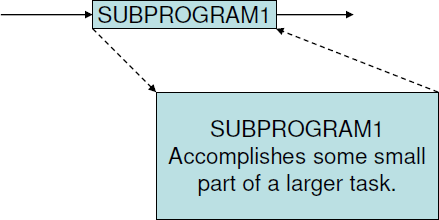 SUBPROGRAM1
SUBPROGRAM1
Accomplishes some small
part of a larger task.